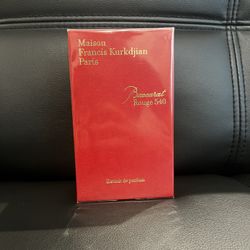 Maison
Francis Kurkdjian
Paris
Baccarat
Rouge 540
Extrait de parfum